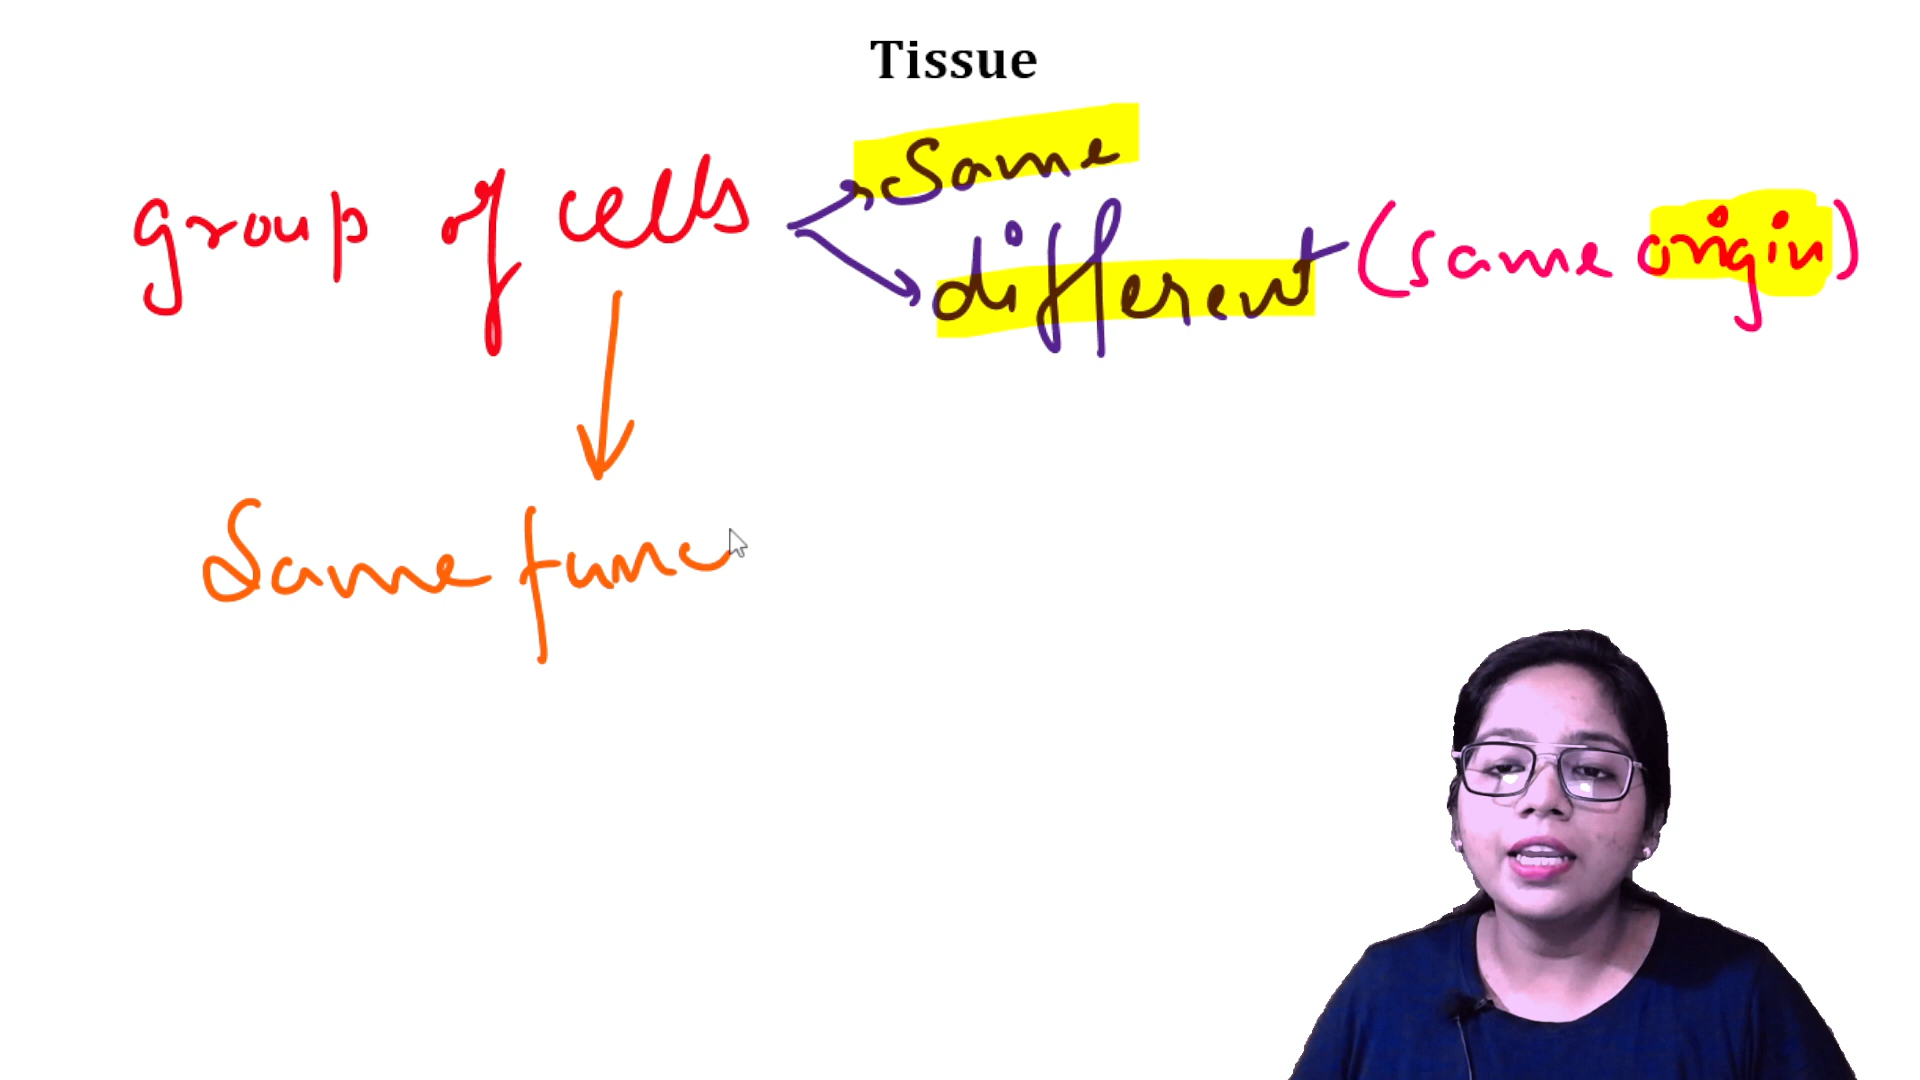 Tissue
group of cells
Same
different (same origin)
Same func